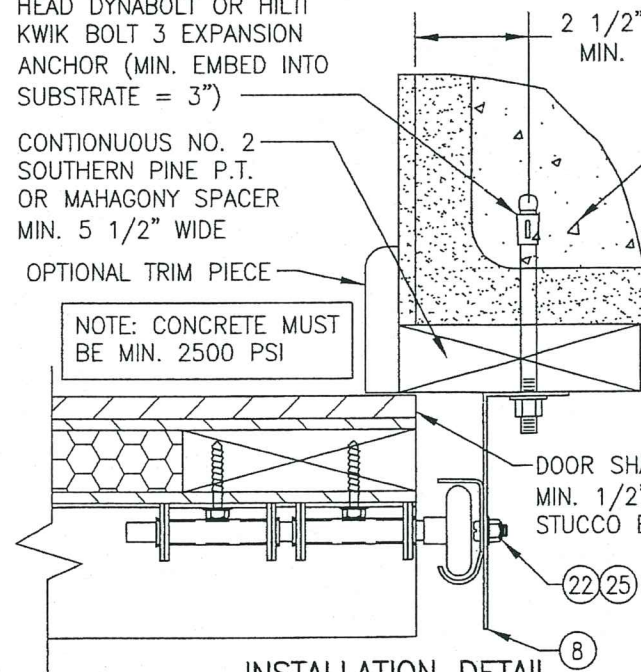 HEAD DYNABOLT OR HILTI
KWIK BOLT 3 EXPANSION
ANCHOR (MIN. EMBED INTO
SUBSTRATE = 3")
CONTIONUOUS NO. 2
SOUTHERN PINE P.T.
OR MAHAGONY SPACER
MIN. 5 1/2" WIDE
OPTIONAL TRIM PIECE
NOTE: CONCRETE MUST
BE MIN. 2500 PSI
2 1/2"
MIN.
DOOR SHA
MIN. 1/2"
STUCCO E
22 25
8
INSTALLATION DETAIL